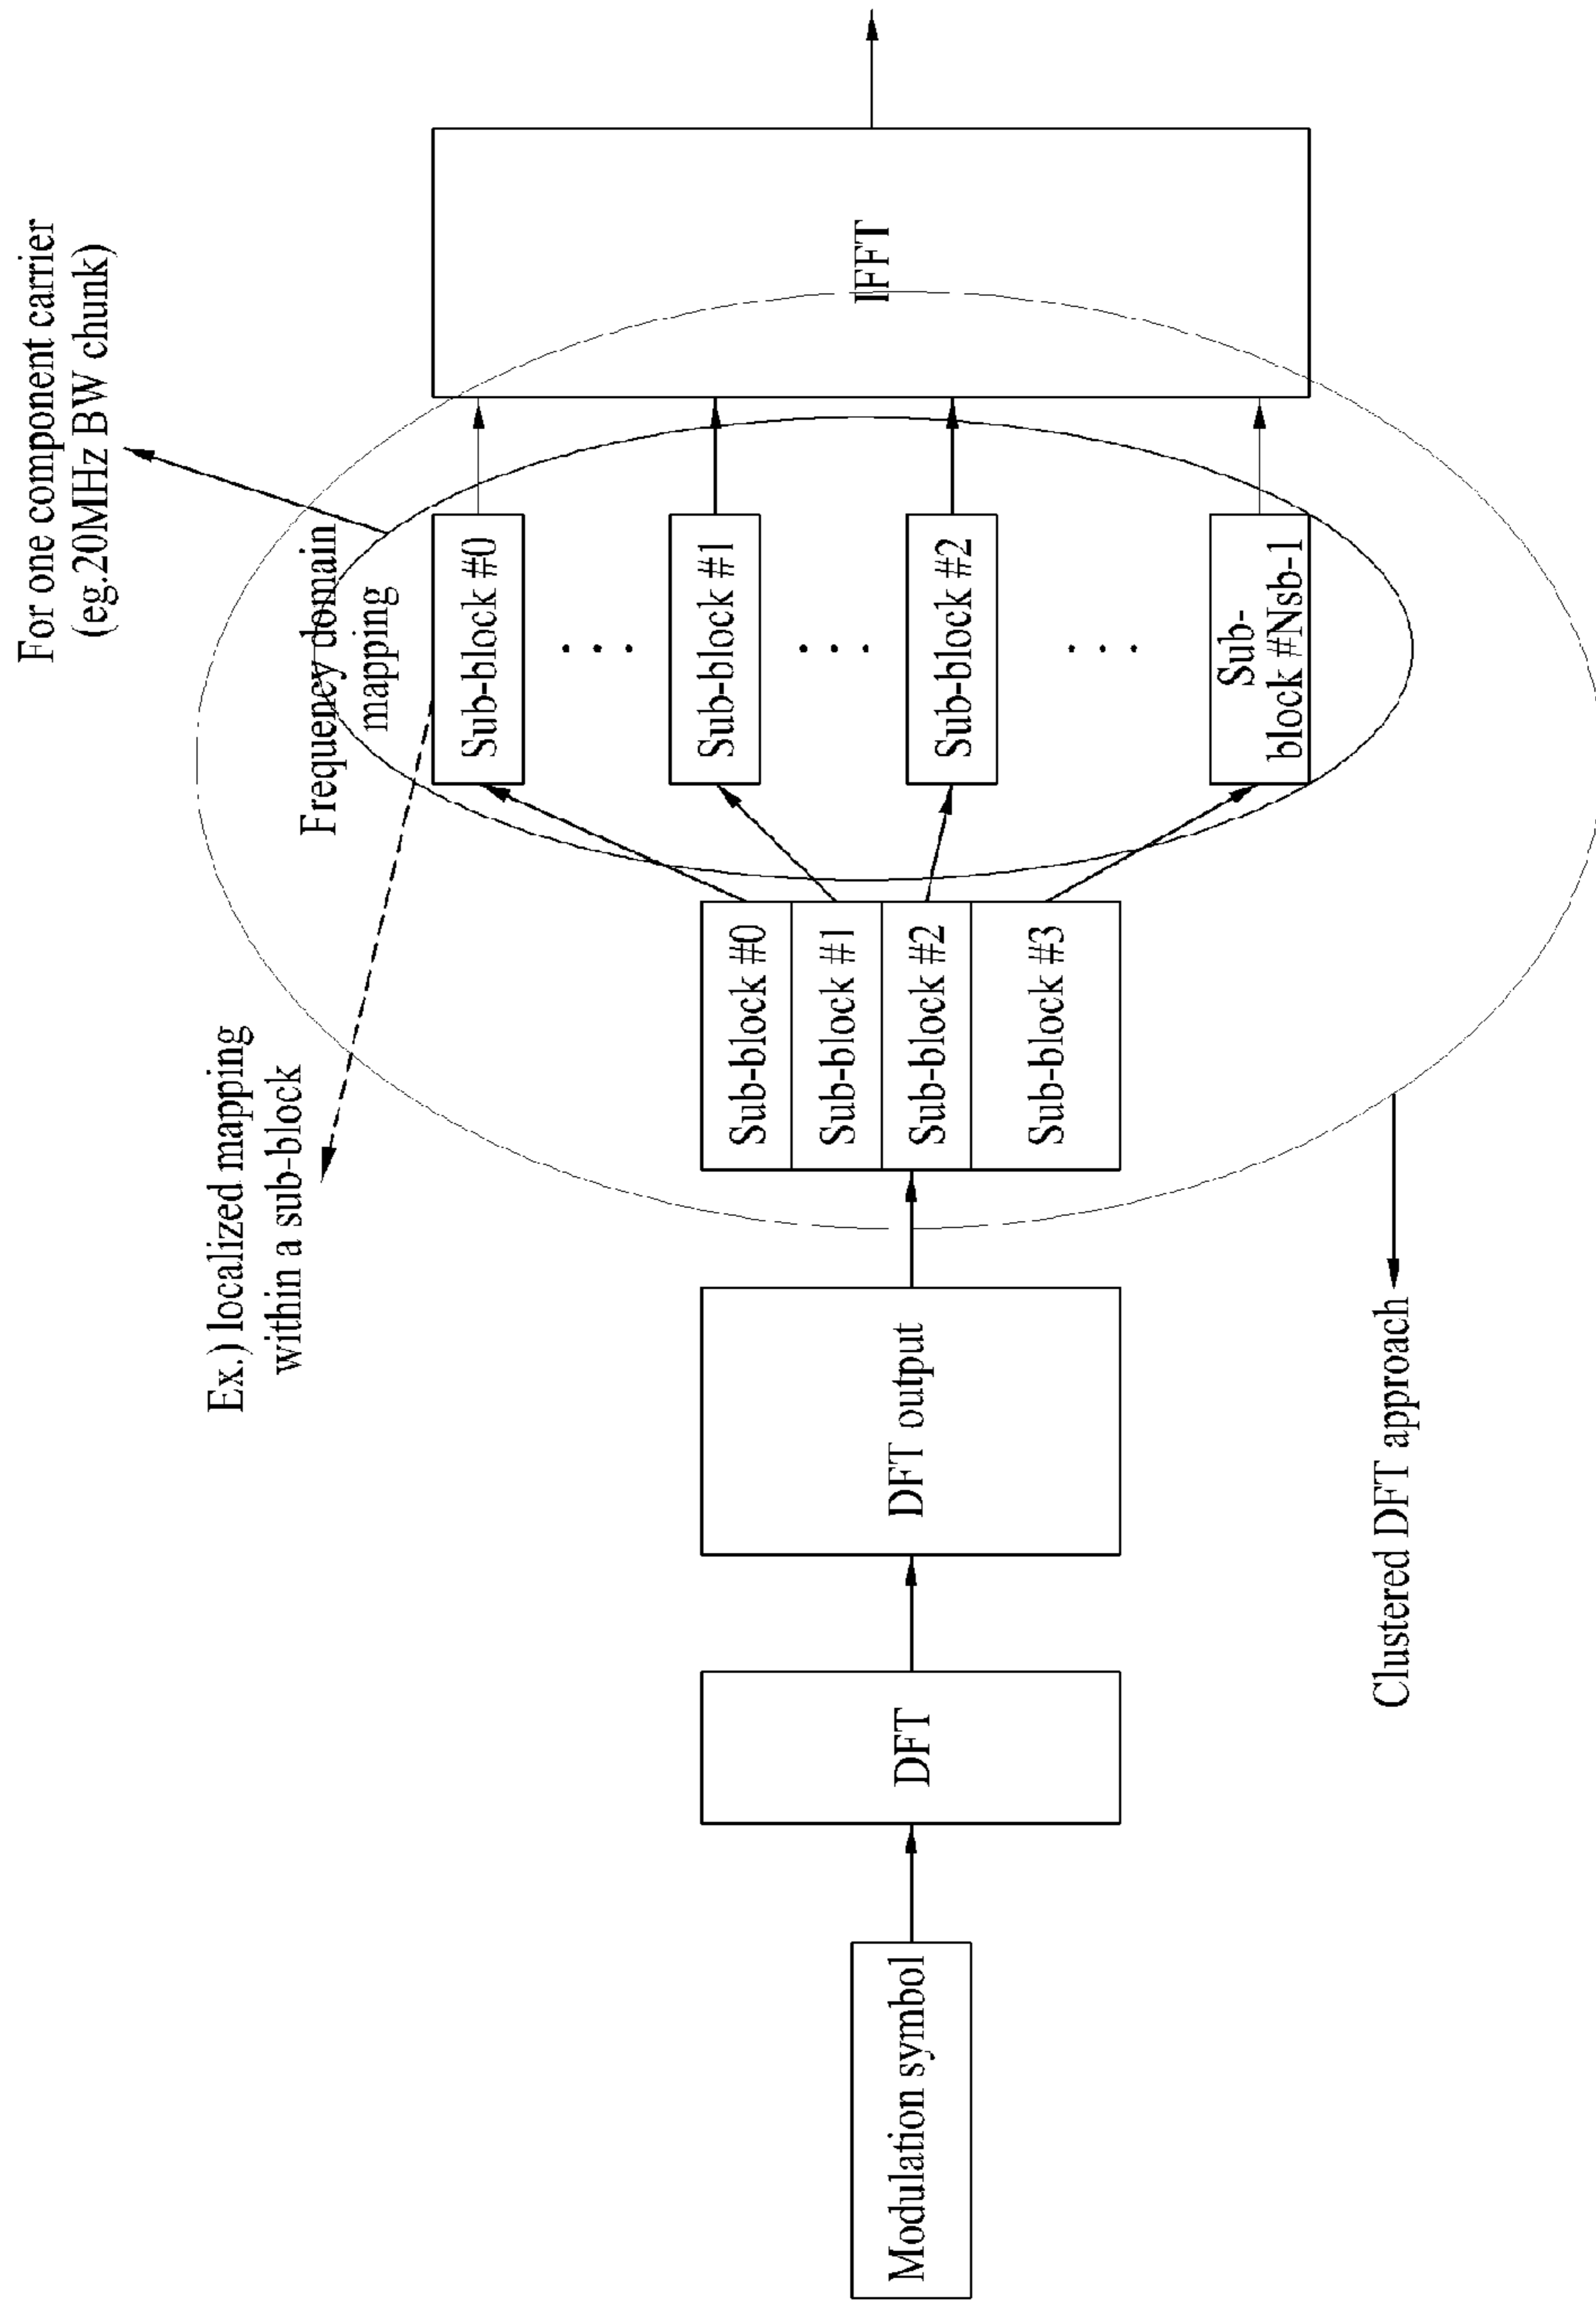 For one component carrier
(eg.20MHz BW chunk)
Ex.) localized mapping
within a sub-block
Frequency domain
mapping
Modulation symbol
DFT
DFT output
Sub-block #0
Sub-block #1
Sub-block #2
Sub-block #3
Sub-block #0
Sub-block #1
Sub-block #2
Sub-
block #Nsb-1
IFFT
Clustered DFT approach